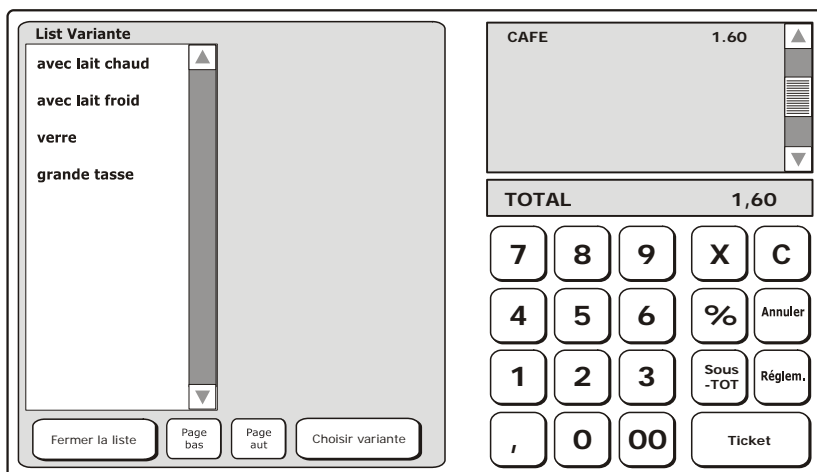 List Variante
avec lait chaud
avec lait froid
verre
grande tasse
Fermer la liste
Page
bas
Page
aut
Choisir variante
CAFE 1.60
TOTAL 1,60
7 8 9 X C
4 5 6 % Annuler
1 2 3 Sous
-TOT Réglem.
, 0 00 Ticket